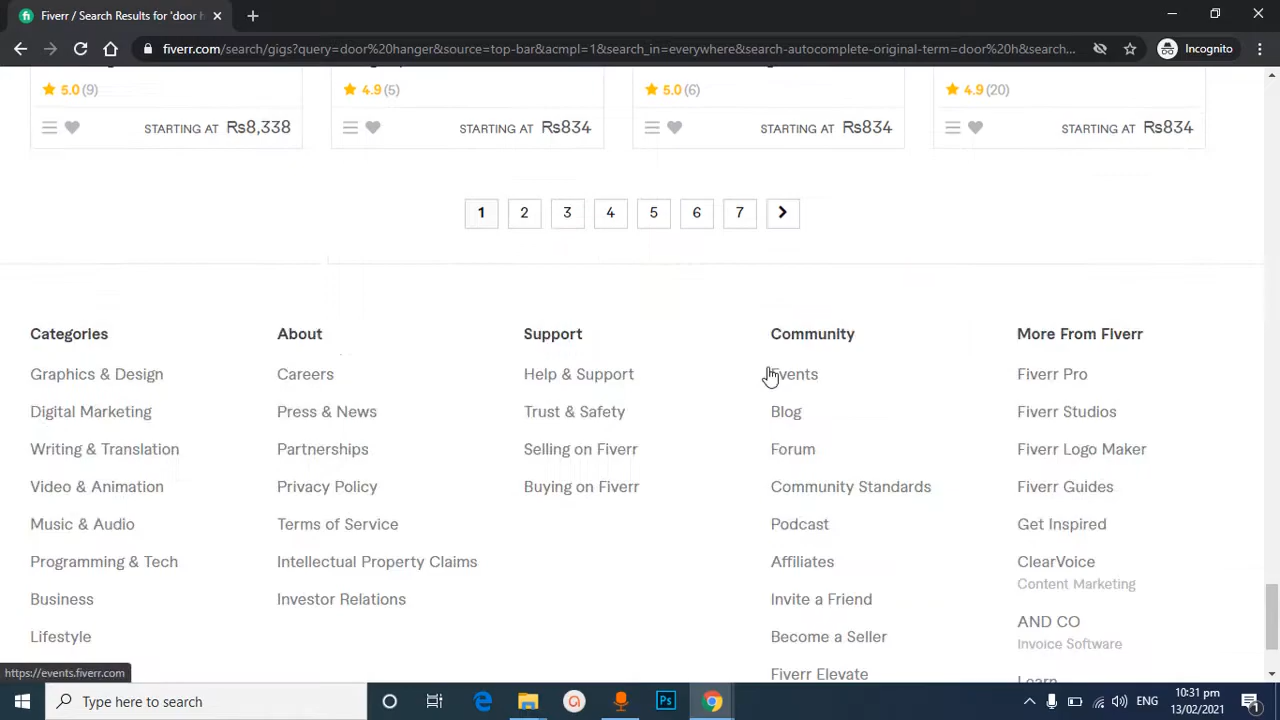 Fiverr / Search Results for 'door h
fiverr.com/search/gigs?query=door%20hanger&source=top-bar&acmpl=1&search_in=everywhere&search-autocomplete-original-term=door%20h&search...
Incognito
5.0 (9) 4.9 (5) 5.0 (6) 4.9 (20)
STARTING AT Rs8,338 STARTING AT Rs834 STARTING AT Rs834 STARTING AT Rs834
1 2 3 4 5 6 7
Categories About Support Community More From Fiverr
Graphics & Design Careers Help & Support Events Fiverr Pro
Digital Marketing Press & News Trust & Safety Blog Fiverr Studios
Writing & Translation Partnerships Selling on Fiverr Forum Fiverr Logo Maker
Video & Animation Privacy Policy Buying on Fiverr Community Standards Fiverr Guides
Music & Audio Terms of Service Podcast Get Inspired
Programming & Tech Intellectual Property Claims Affiliates ClearVoice
Content Marketing
Business Investor Relations Invite a Friend
AND CO
Lifestyle Become a Seller
Invoice Software
Fiverr Elevate
Learn
https://events.fiverr.com
Type here to search
Ps
ENG
10:31 pm
13/02/2021
1